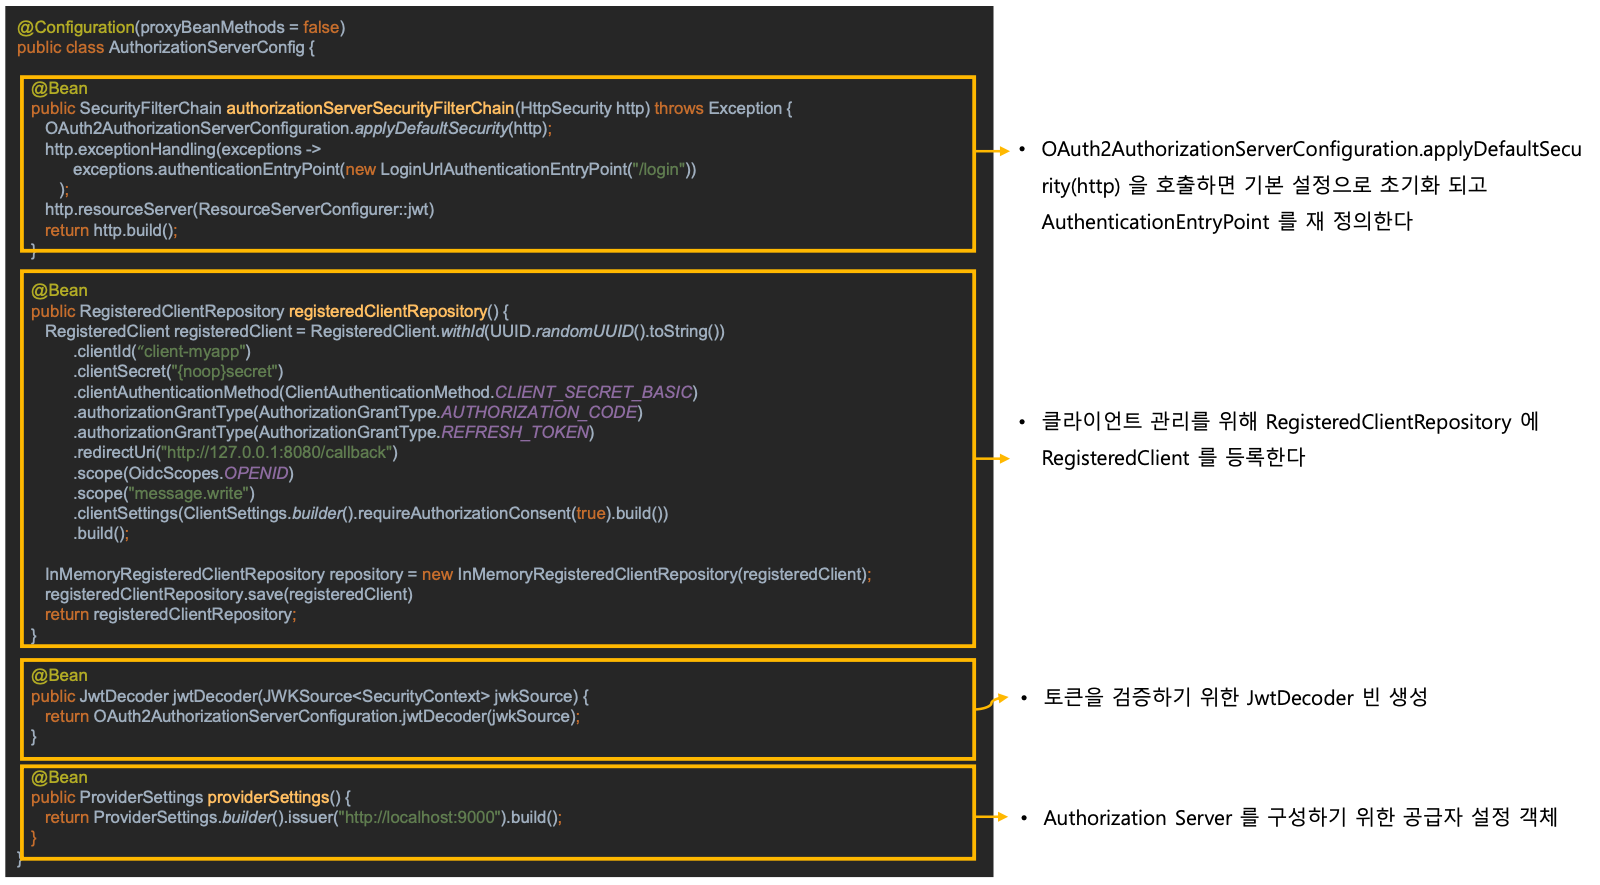 @Configuration(proxyBeanMethods = false)
public class AuthorizationServerConfig {
@Bean
public SecurityFilterChain authorizationServerSecurityFilterChain(HttpSecurity http) throws Exception {
OAuth2AuthorizationServerConfiguration.applyDefaultSecurity(http);
http.exceptionHandling(exceptions ->
exceptions.authenticationEntryPoint(new LoginUrlAuthenticationEntryPoint("/login"))
);
http.resourceServer(ResourceServerConfigurer::jwt)
return http.build();
}
• OAuth2AuthorizationServerConfiguration.applyDefaultSecu
rity(http) 을 호출하면 기본 설정으로 초기화 되고
AuthenticationEntryPoint 를 재 정의한다
@Bean
public RegisteredClientRepository registeredClientRepository() {
RegisteredClient registeredClient = RegisteredClient.withId(UUID.randomUUID().toString())
.clientId(“client-myapp")
.clientSecret("{noop}secret")
.clientAuthenticationMethod(ClientAuthenticationMethod.CLIENT_SECRET_BASIC)
.authorizationGrantType(AuthorizationGrantType.AUTHORIZATION_CODE)
.authorizationGrantType(AuthorizationGrantType.REFRESH_TOKEN)
.redirectUri("http://127.0.0.1:8080/callback")
.scope(OidcScopes.OPENID)
.scope("message.write")
.clientSettings(ClientSettings.builder().requireAuthorizationConsent(true).build())
.build();
InMemoryRegisteredClientRepository repository = new InMemoryRegisteredClientRepository(registeredClient);
registeredClientRepository.save(registeredClient)
return registeredClientRepository;
}
• 클라이언트 관리를 위해 RegisteredClientRepository 에
RegisteredClient 를 등록한다
@Bean
public JwtDecoder jwtDecoder(JWKSource<SecurityContext> jwkSource) {
return OAuth2AuthorizationServerConfiguration.jwtDecoder(jwkSource);
}
• 토큰을 검증하기 위한 JwtDecoder 빈 생성
@Bean
public ProviderSettings providerSettings() {
return ProviderSettings.builder().issuer("http://localhost:9000").build();
}
• Authorization Server 를 구성하기 위한 공급자 설정 객체
}